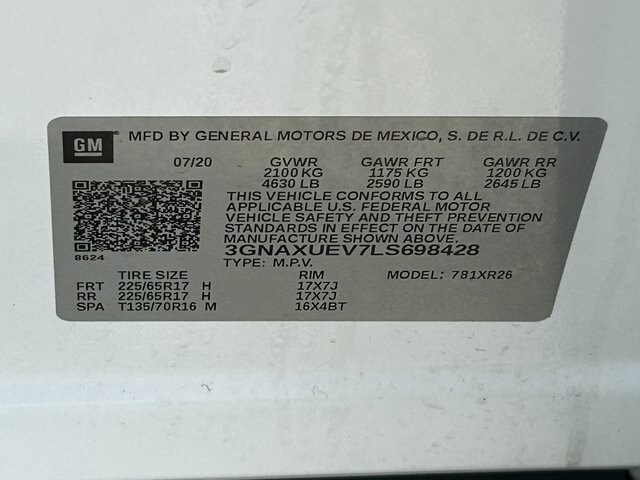 GM MFD BY GENERAL MOTORS DE MEXICO, S. DE R.L. DE C.V.
07/20 GVWR GAWR FRT GAWR RR
2100 KG 1175 KG 1200 KG
4630 LB 2590 LB 2645 LB
THIS VEHICLE CONFORMS TO ALL
APPLICABLE U.S. FEDERAL MOTOR
VEHICLE SAFETY AND THEFT PREVENTION
STANDARDS IN EFFECT ON THE DATE OF
MANUFACTURE SHOWN ABOVE.
8624 3GNAXUEV7LS698428
TYPE: M.P.V.
TIRE SIZE RIM MODEL: 781XR26
FRT 225/65R17 H 17X7J
RR 225/65R17 H 17X7J
SPA T135/70R16 M 16X4BT